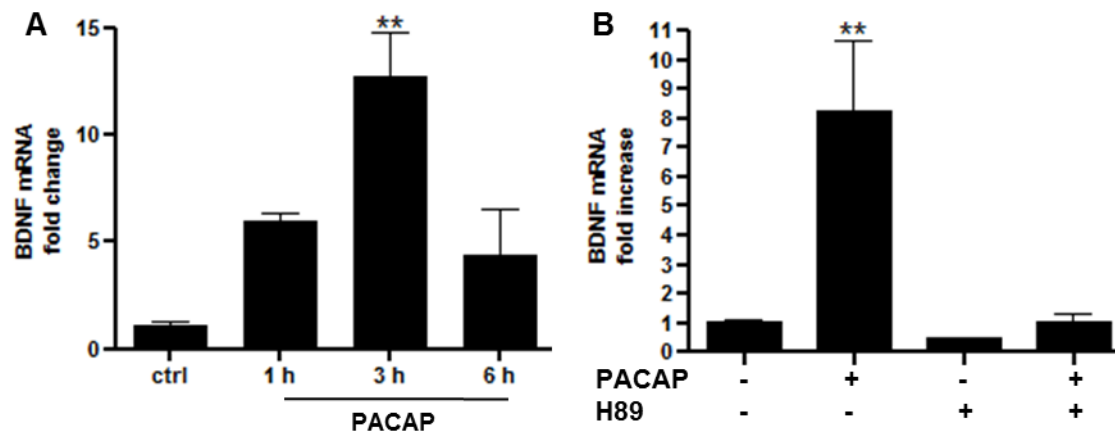 A
BDNF mRNA
fold change
15
10
5
0
**
ctrl 1 h 3 h 6 h
PACAP
B
BDNF mRNA
fold increase
11
10
9
8
7
6
5
4
3
2
1
0
**
PACAP - + - +
H89 - - + +